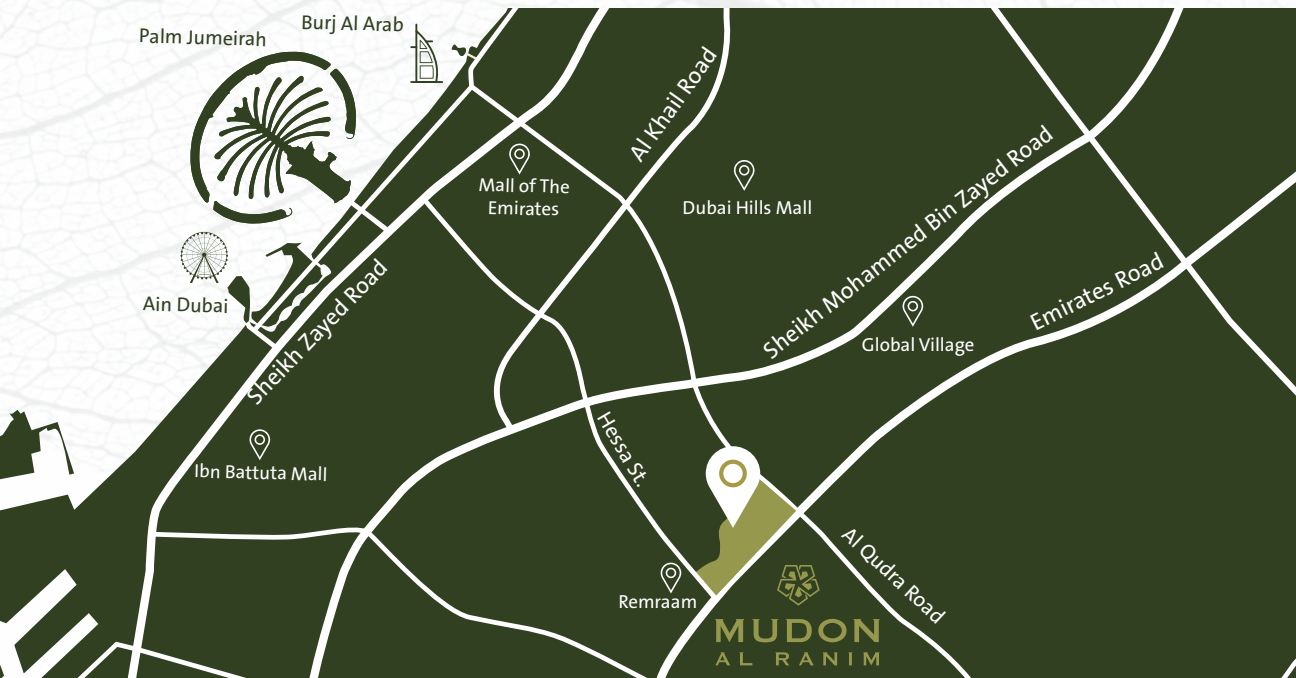 Burj Al Arab
Palm Jumeirah
Al Khail Road
Mall of The
Emirates
Dubai Hills Mall
Sheikh Mohammed Bin Zayed Road
Emirates Road
Ain Dubai
Sheikh Zayed Road
Global Village
Ibn Battuta Mall
Hessa St.
Al Qudra Road
Remraam
MUDON
AL RANIM